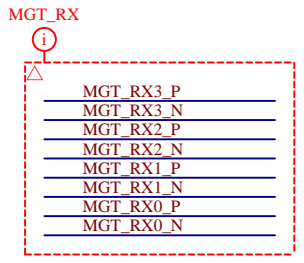 MGT_RX
i
MGT_RX3_P
MGT_RX3_N
MGT_RX2_P
MGT_RX2_N
MGT_RX1_P
MGT_RX1_N
MGT_RX0_P
MGT_RX0_N